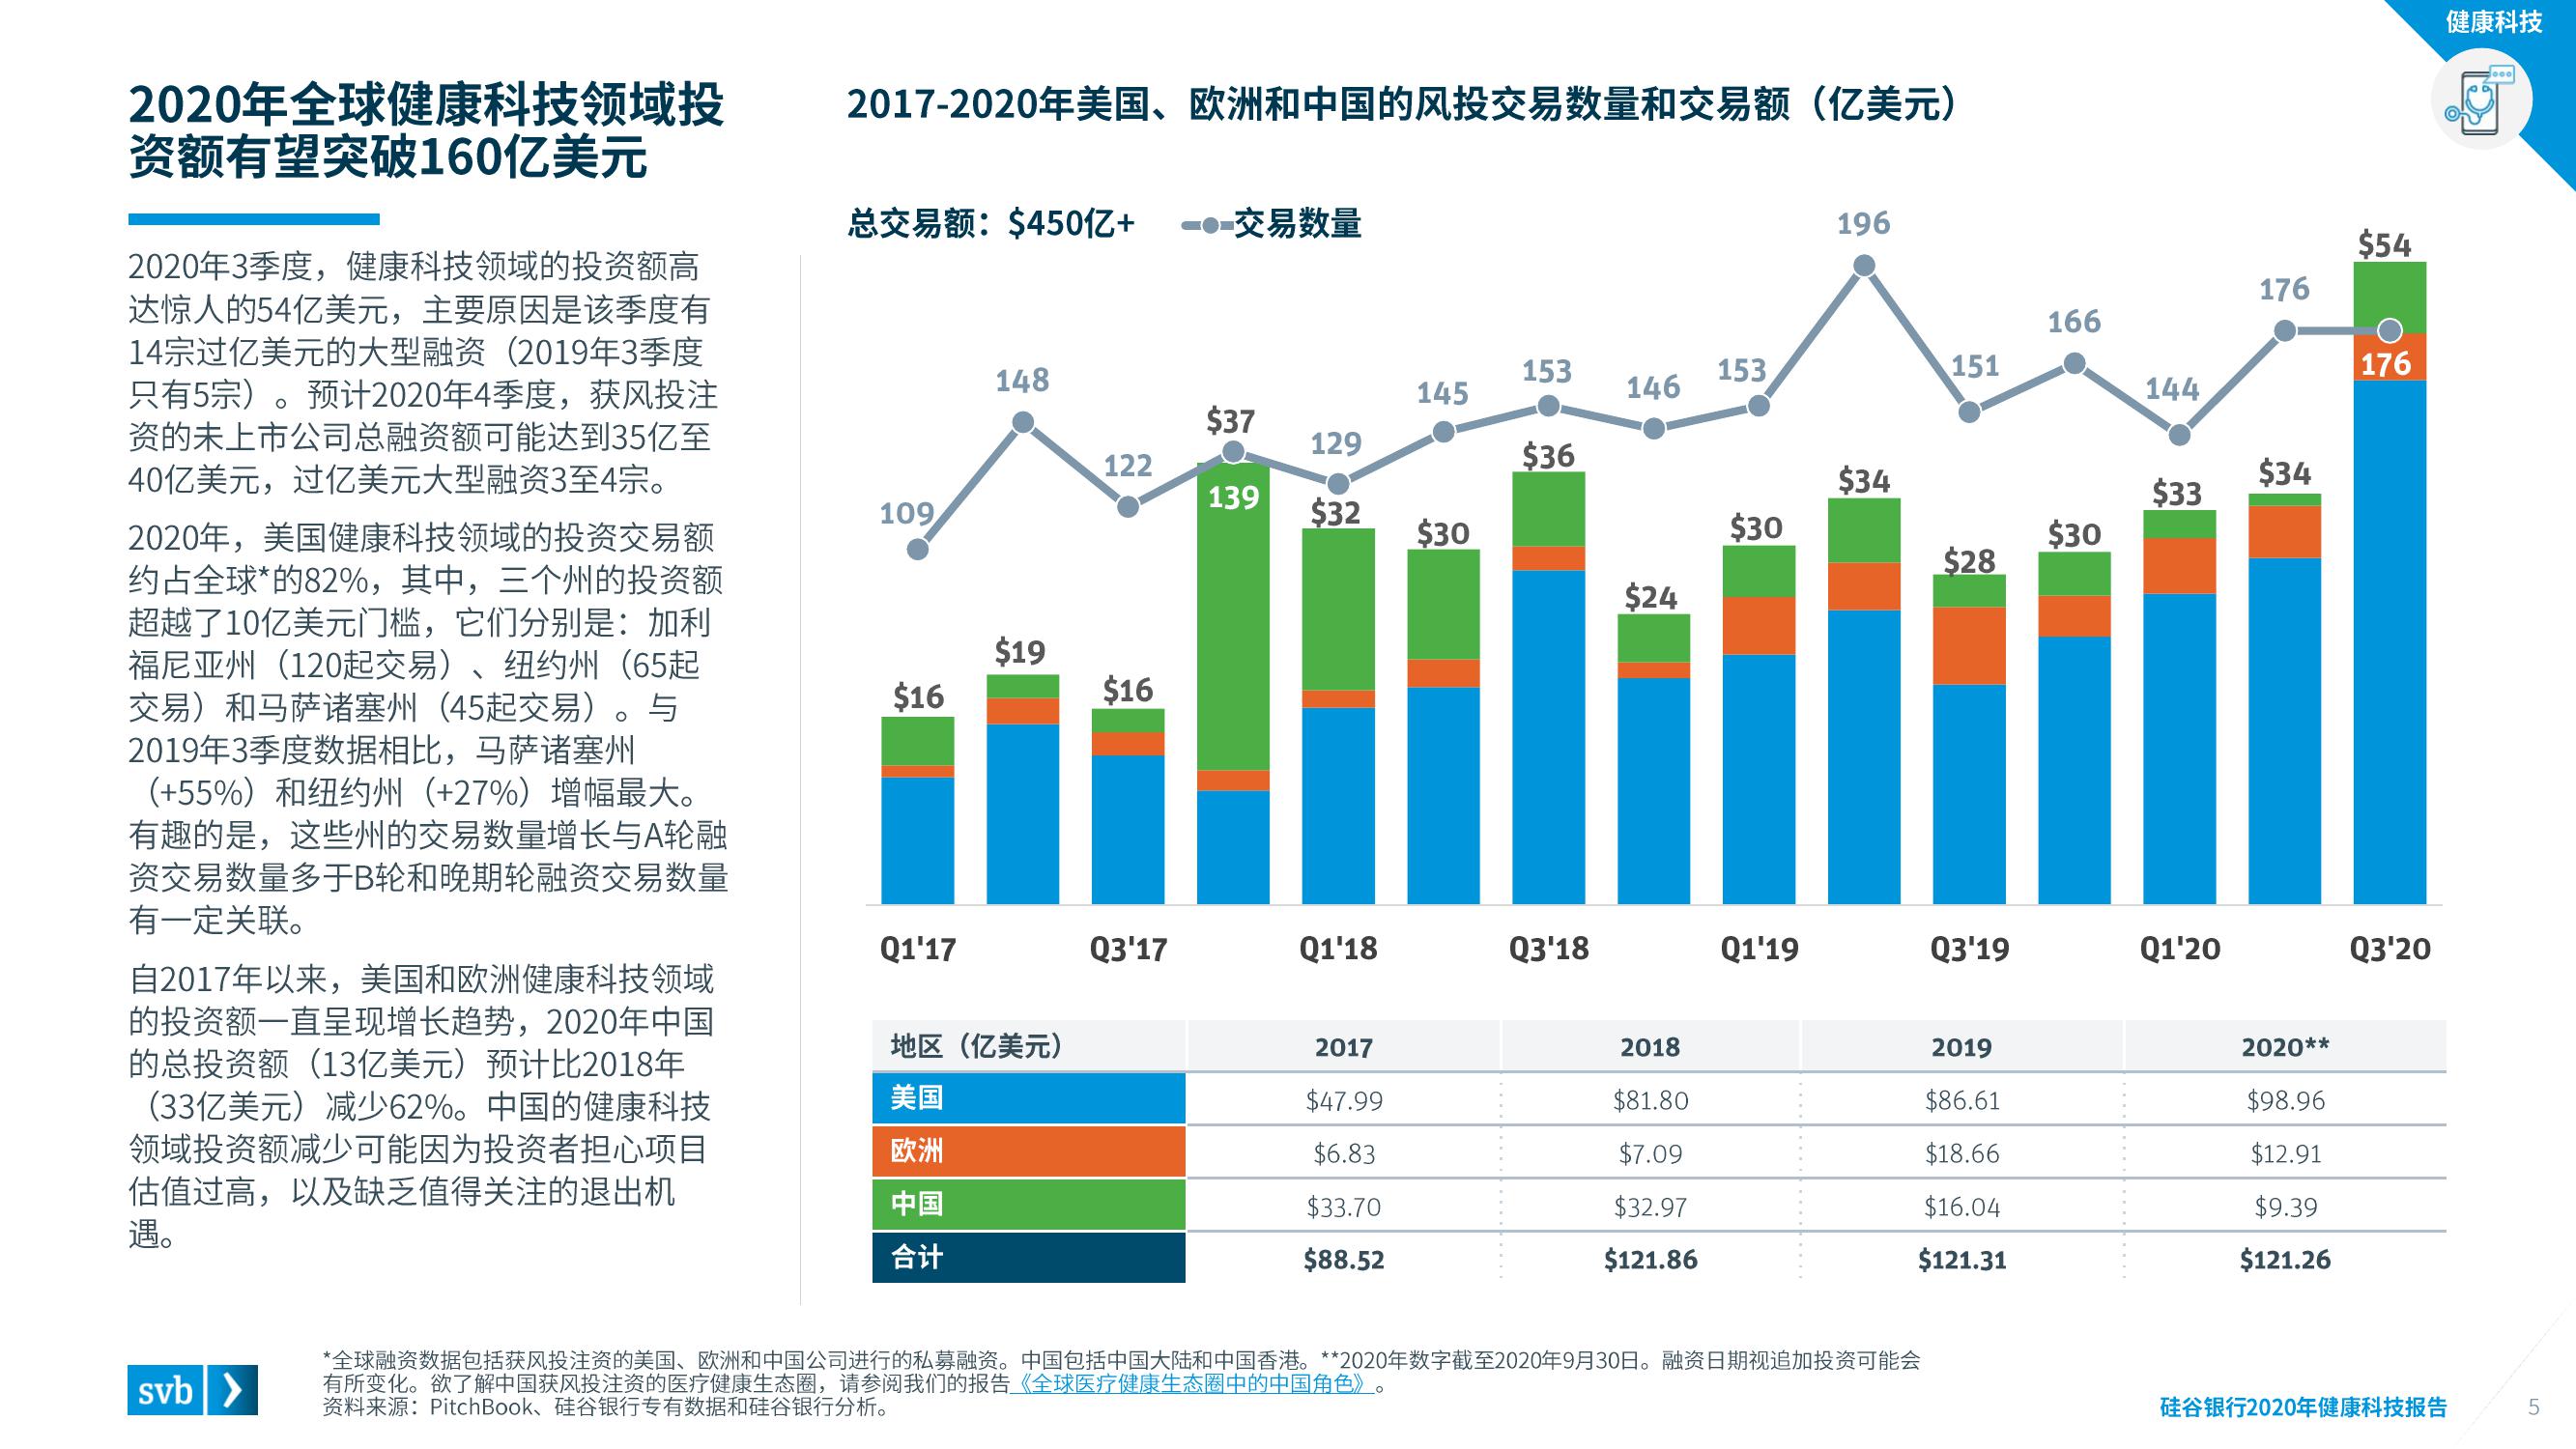 健康科技
2020年全球健康科技领域投
资额有望突破160亿美元
2020年3季度，健康科技领域的投资额高
达惊人的54亿美元，主要原因是该季度有
14宗过亿美元的大型融资（2019年3季度
只有5宗）。预计2020年4季度，获风投注
资的未上市公司总融资额可能达到35亿至
40亿美元，过亿美元大型融资3至4宗。
2020年，美国健康科技领域的投资交易额
约占全球*的82%，其中，三个州的投资额
超越了10亿美元门槛，它们分别是：加利
福尼亚州（120起交易）、纽约州（65起
交易）和马萨诸塞州（45起交易）。与
2019年3季度数据相比，马萨诸塞州
（+55%）和纽约州（+27%）增幅最大。
有趣的是，这些州的交易数量增长与A轮融
资交易数量多于B轮和晚期轮融资交易数量
有一定关联。
自2017年以来，美国和欧洲健康科技领域
的投资额一直呈现增长趋势，2020年中国
的总投资额（13亿美元）预计比2018年
（33亿美元）减少62%。中国的健康科技
领域投资额减少可能因为投资者担心项目
估值过高，以及缺乏值得关注的退出机
遇。
2017-2020年美国、欧洲和中国的风投交易数量和交易额（亿美元）
总交易额：$450亿+ 交易数量
109 148 122 139 129 145 153 146 153 196 151 166 144 176 176
$16 $19 $16 $37 $32 $30 $36 $24 $30 $34 $28 $30 $33 $34 $54
Q1'17 Q3'17 Q1'18 Q3'18 Q1'19 Q3'19 Q1'20 Q3'20
地区（亿美元） 2017 2018 2019 2020**
美国 $47.99 $81.80 $86.61 $98.96
欧洲 $6.83 $7.09 $18.66 $12.91
中国 $33.70 $32.97 $16.04 $9.39
合计 $88.52 $121.86 $121.31 $121.26
svb
*全球融资数据包括获风投注资的美国、欧洲和中国公司进行的私募融资。中国包括中国大陆和中国香港。**2020年数字截至2020年9月30日。融资日期视追加投资可能会
有所变化。欲了解中国获风投注资的医疗健康生态圈，请参阅我们的报告《全球医疗健康生态圈中的中国角色》。
资料来源：PitchBook、硅谷银行专有数据和硅谷银行分析。
硅谷银行2020年健康科技报告 5